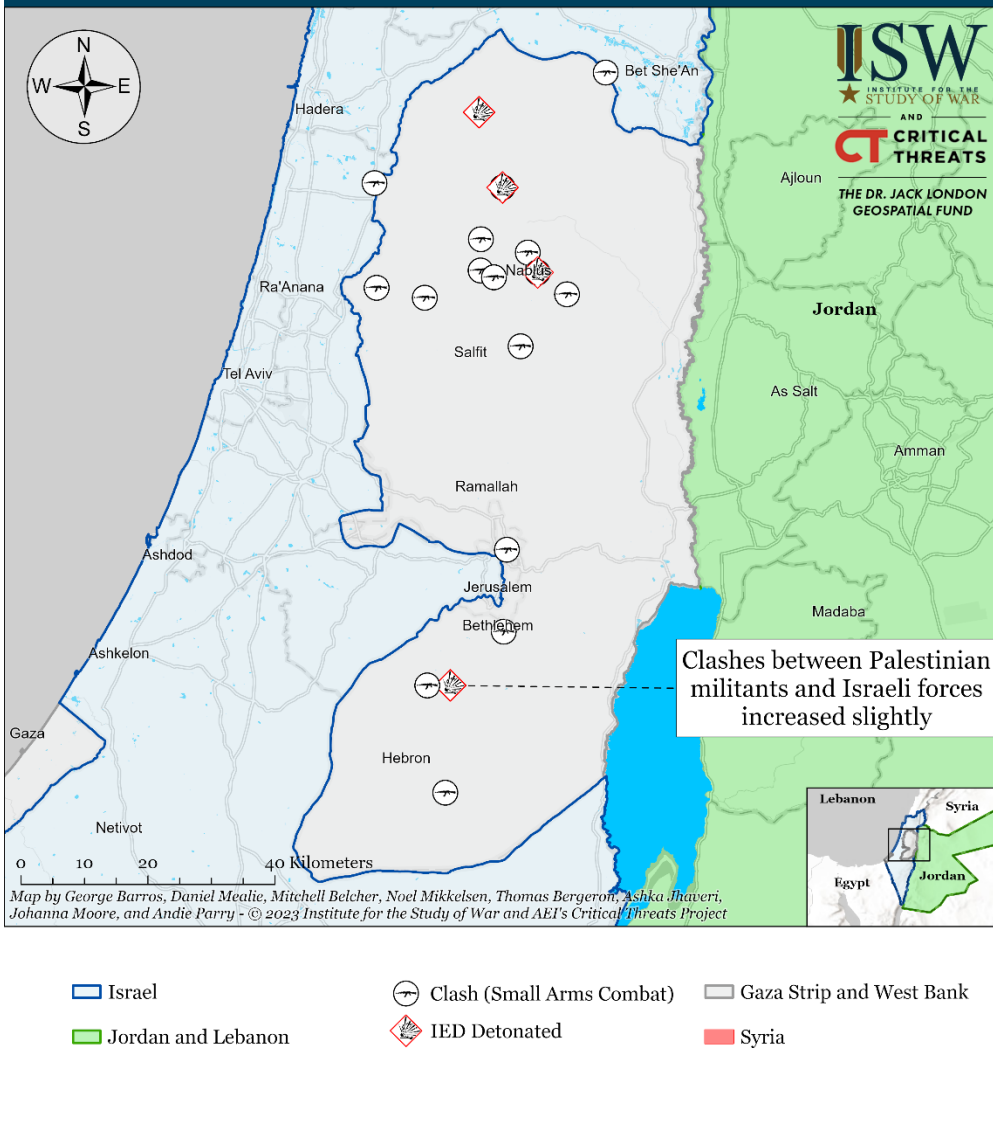 N
W
E
S
ISW
INSTITUTE FOR THE
STUDY OF WAR
AND
CT CRITICAL
THREATS
THE DR. JACK LONDON
GEOSPATIAL FUND
Bet She'An
Hadera
Ajloun
Nablus
Ra'Anana
Jordan
Salfit
Tel Aviv
As Salt
Amman
Ramallah
Ashdod
Jerusalem
Madaba
Bethlehem
Ashkelon
Clashes between Palestinian
militants and Israeli forces
increased slightly
Gaza
Hebron
Netivot
Lebanon
Syria
Egypt
Jordan
0 10 20 40 Kilometers
Map by George Barros, Daniel Mealie, Mitchell Belcher, Noel Mikkelsen, Thomas Bergeron, Ashka Jhaveri,
Johanna Moore, and Andie Parry - © 2023 Institute for the Study of War and AEI's Critical Threats Project
Israel
Clash (Small Arms Combat)
Gaza Strip and West Bank
Jordan and Lebanon
IED Detonated
Syria